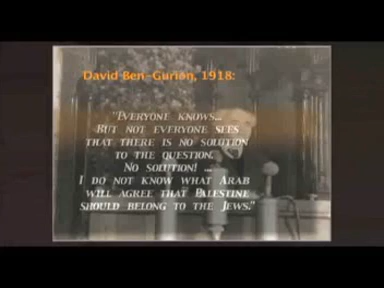 David Ben-Gurion, 1918:
"Everyone knows...
But not everyone sees
that there is no solution
to the question.
No solution! ...
I do not know what Arab
will agree that Palestine
should belong to the Jews."